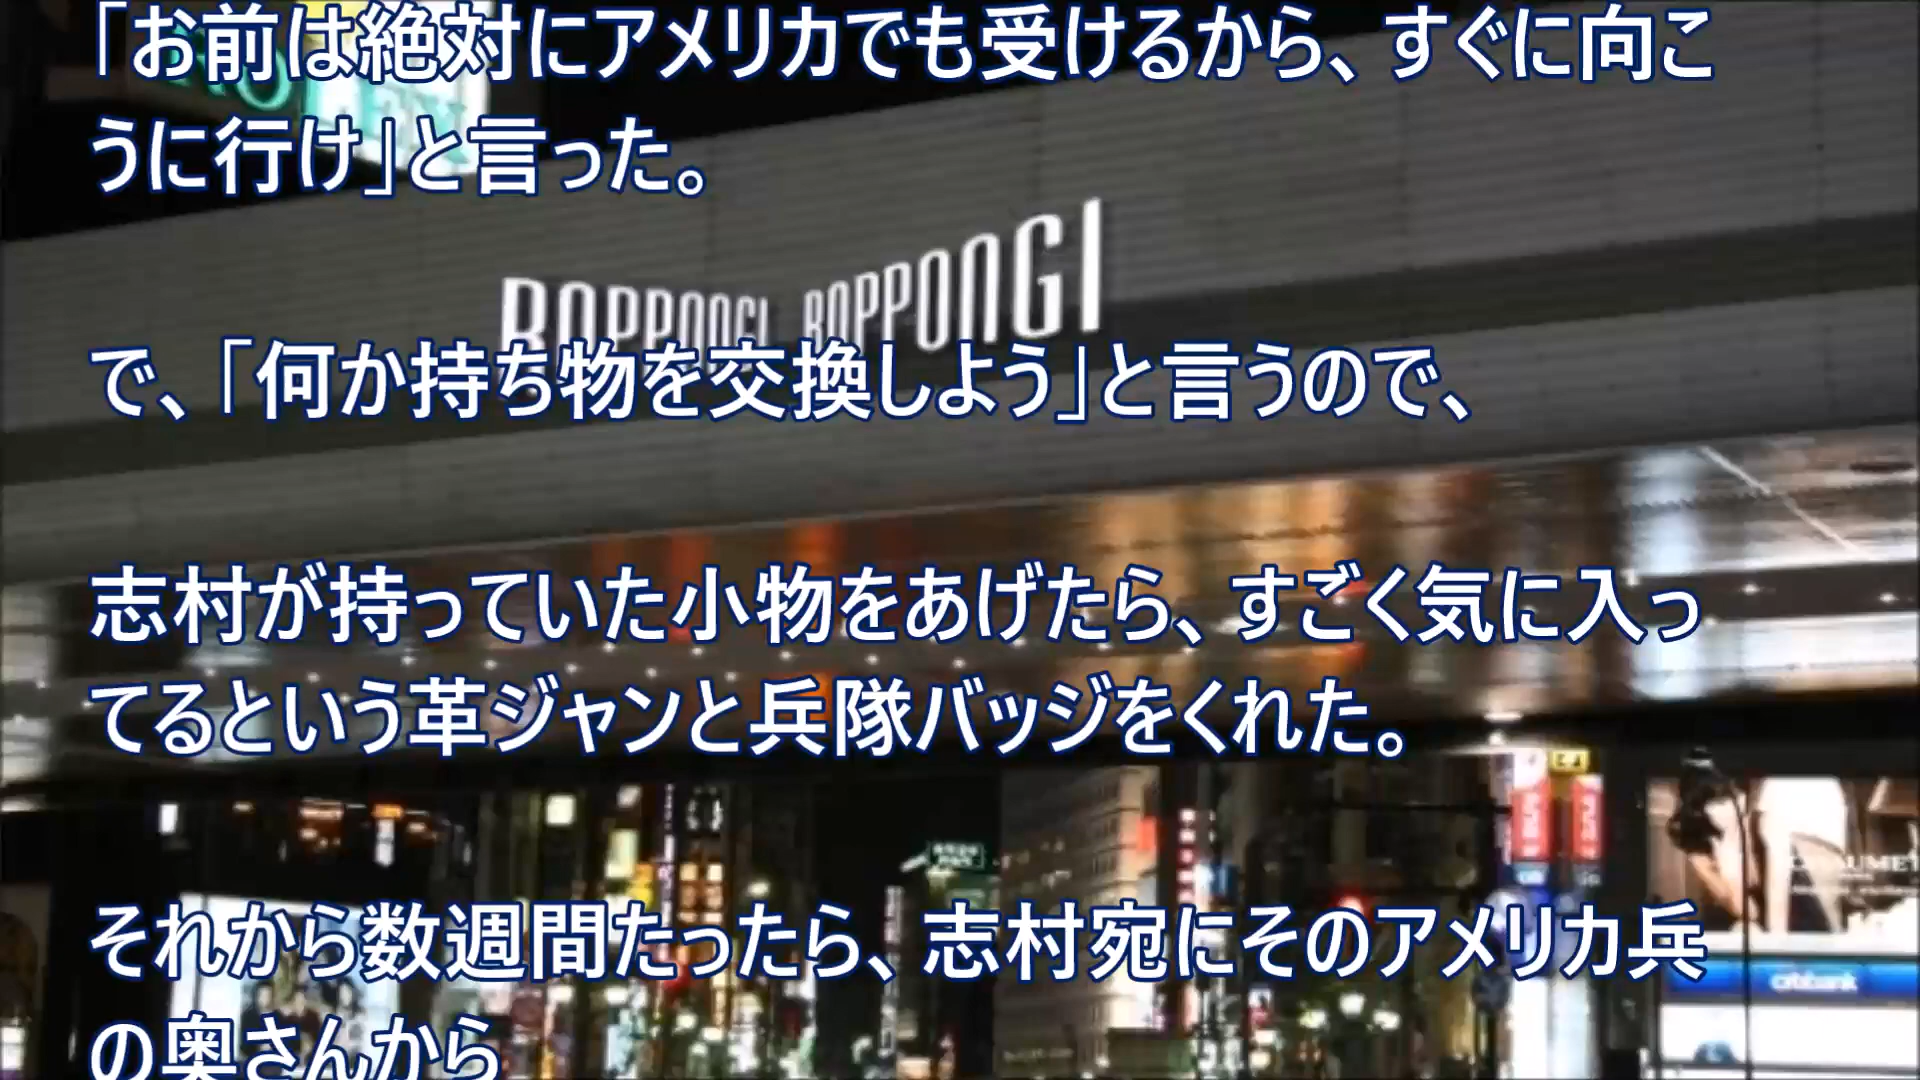 「お前は絶対にアメリカでも受けるから、すぐに向こ
うに行け」と言った。
ROPPONGI ROPPONGI
で、「何か持ち物を交換しよう」と言うので、
志村が持っていた小物をあげたら、すごく気に入っ
てるという革ジャンと兵隊バッジをくれた。
それから数週間たったら、志村宛にそのアメリカ兵
の奥さんから
CHAUMET
citibank